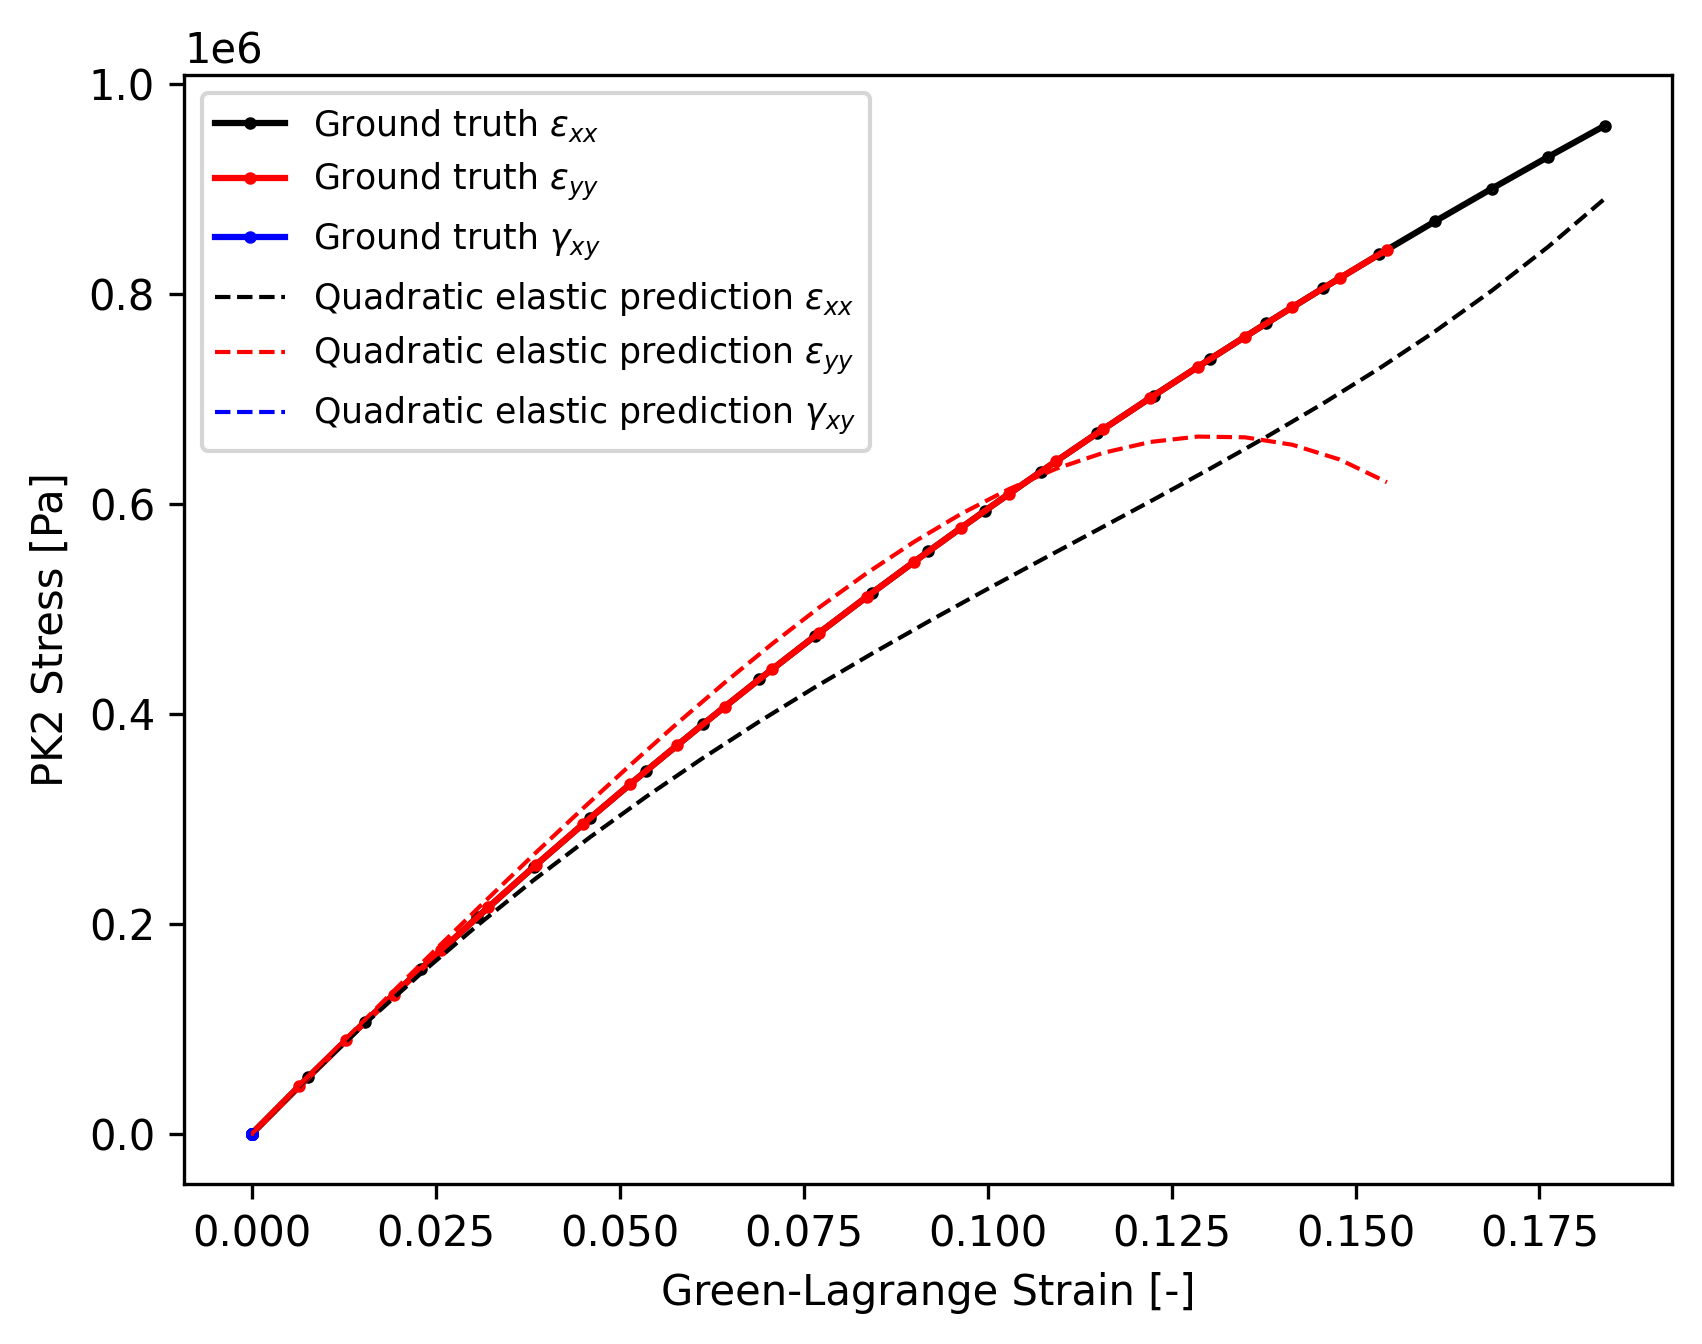 1e6
1.0
0.8
0.6
0.4
0.2
0.0
PK2 Stress [Pa]
Ground truth εxx
Ground truth εyy
Ground truth γxy
Quadratic elastic prediction εxx
Quadratic elastic prediction εyy
Quadratic elastic prediction γxy
0.000 0.025 0.050 0.075 0.100 0.125 0.150 0.175
Green-Lagrange Strain [-]